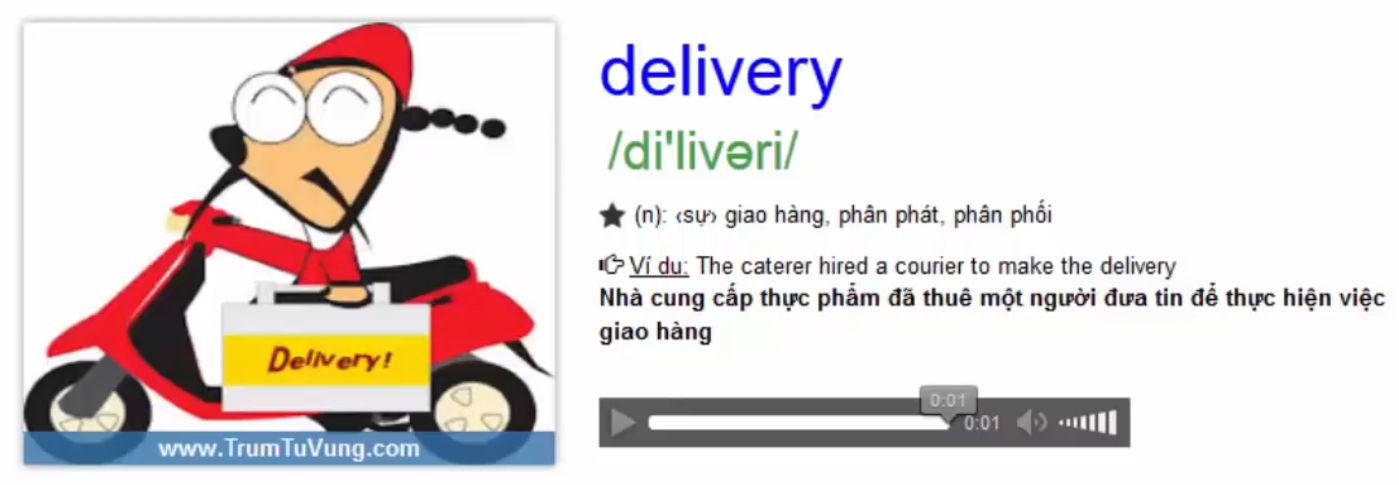 delivery
/di'livəri/
(n): ‹sự› giao hàng, phân phát, phân phối
Ví du: The caterer hired a courier to make the delivery
Nhà cung cấp thực phẩm đã thuê một người đưa tin để thực hiện việc
giao hàng
Delivery!
www.TrumTuVung.com
0:01
0:01